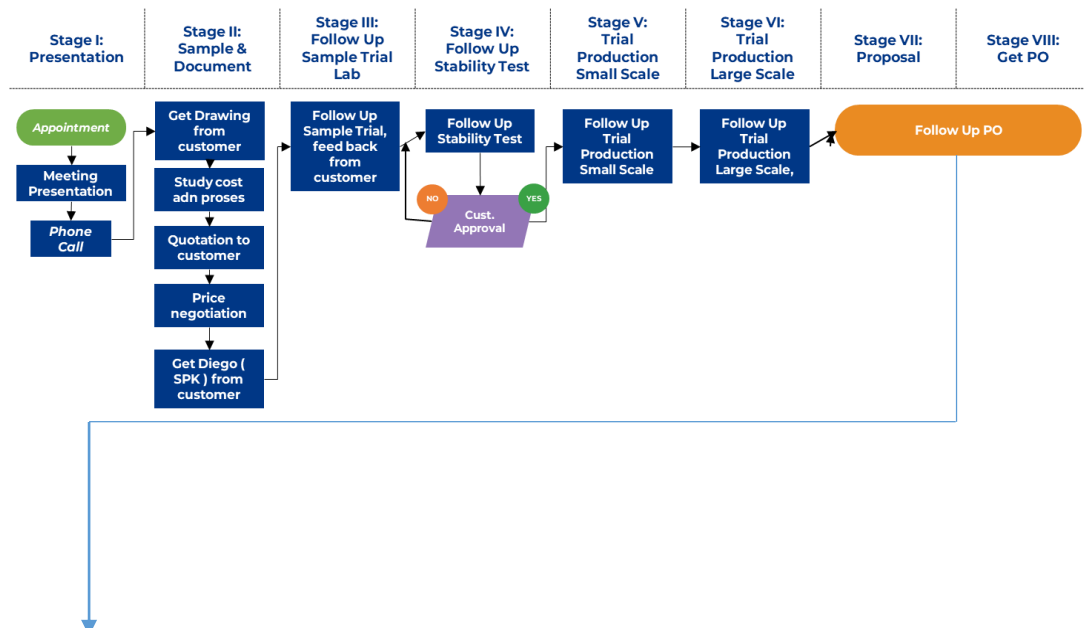 Stage I:
Presentation
Stage II:
Sample &
Document
Stage III:
Follow Up
Sample Trial
Lab
Stage IV:
Follow Up
Stability Test
Stage V:
Trial
Production
Small Scale
Stage VI:
Trial
Production
Large Scale
Stage VII:
Proposal
Stage VIII:
Get PO
Appointment
Meeting
Presentation
Phone
Call
Get Drawing
from
customer
Study cost
adn proses
Quotation to
customer
Price
negotiation
Get Diego (
SPK ) from
customer
Follow Up
Sample Trial,
feed back
from
customer
Follow Up
Stability Test
NO
YES
Cust.
Approval
Follow Up
Trial
Production
Small Scale
Follow Up
Trial
Production
Large Scale,
Follow Up PO